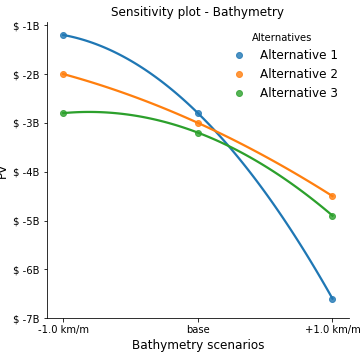 Sensitivity plot - Bathymetry
$ -1B
$ -2B
$ -3B
$ -4B
$ -5B
$ -6B
$ -7B
PV
Alternatives
Alternative 1
Alternative 2
Alternative 3
-1.0 km/m
base
+1.0 km/m
Bathymetry scenarios